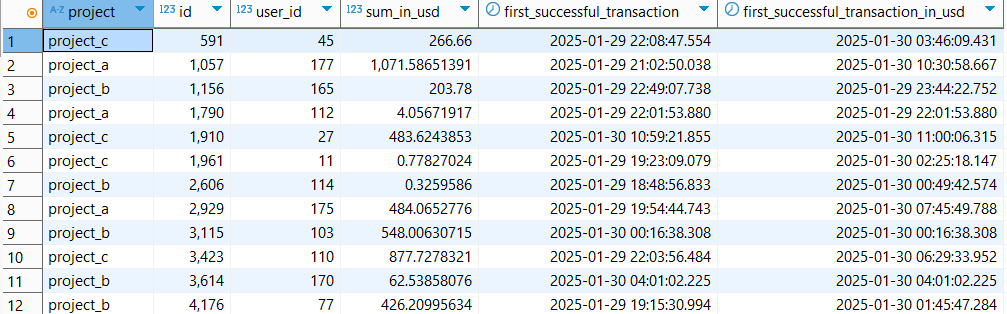 A-Z project 123 id 123 user_id 123 sum_in_usd first_successful_transaction first_successful_transaction_in_usd
1 project_c 591 45 266.66 2025-01-29 22:08:47.554 2025-01-30 03:46:09.431
2 project_a 1,057 177 1,071.58651391 2025-01-29 21:02:50.038 2025-01-30 10:30:58.667
3 project_b 1,156 165 203.78 2025-01-29 22:49:07.738 2025-01-29 23:44:22.752
4 project_a 1,790 112 4.05671917 2025-01-29 22:01:53.880 2025-01-29 22:01:53.880
5 project_c 1,910 27 483.6243853 2025-01-30 10:59:21.855 2025-01-30 11:00:06.315
6 project_c 1,961 11 0.77827024 2025-01-29 19:23:09.079 2025-01-30 02:25:18.147
7 project_b 2,606 114 0.3259586 2025-01-29 18:48:56.833 2025-01-30 00:49:42.574
8 project_a 2,929 175 484.0652776 2025-01-29 19:54:44.743 2025-01-30 07:45:49.788
9 project_b 3,115 103 548.00630715 2025-01-30 00:16:38.308 2025-01-30 00:16:38.308
10 project_c 3,423 110 877.7278321 2025-01-29 22:03:56.484 2025-01-30 06:29:33.952
11 project_b 3,614 170 62.53858076 2025-01-30 04:01:02.225 2025-01-30 04:01:02.225
12 project_b 4,176 77 426.20995634 2025-01-29 19:15:30.994 2025-01-30 01:45:47.284